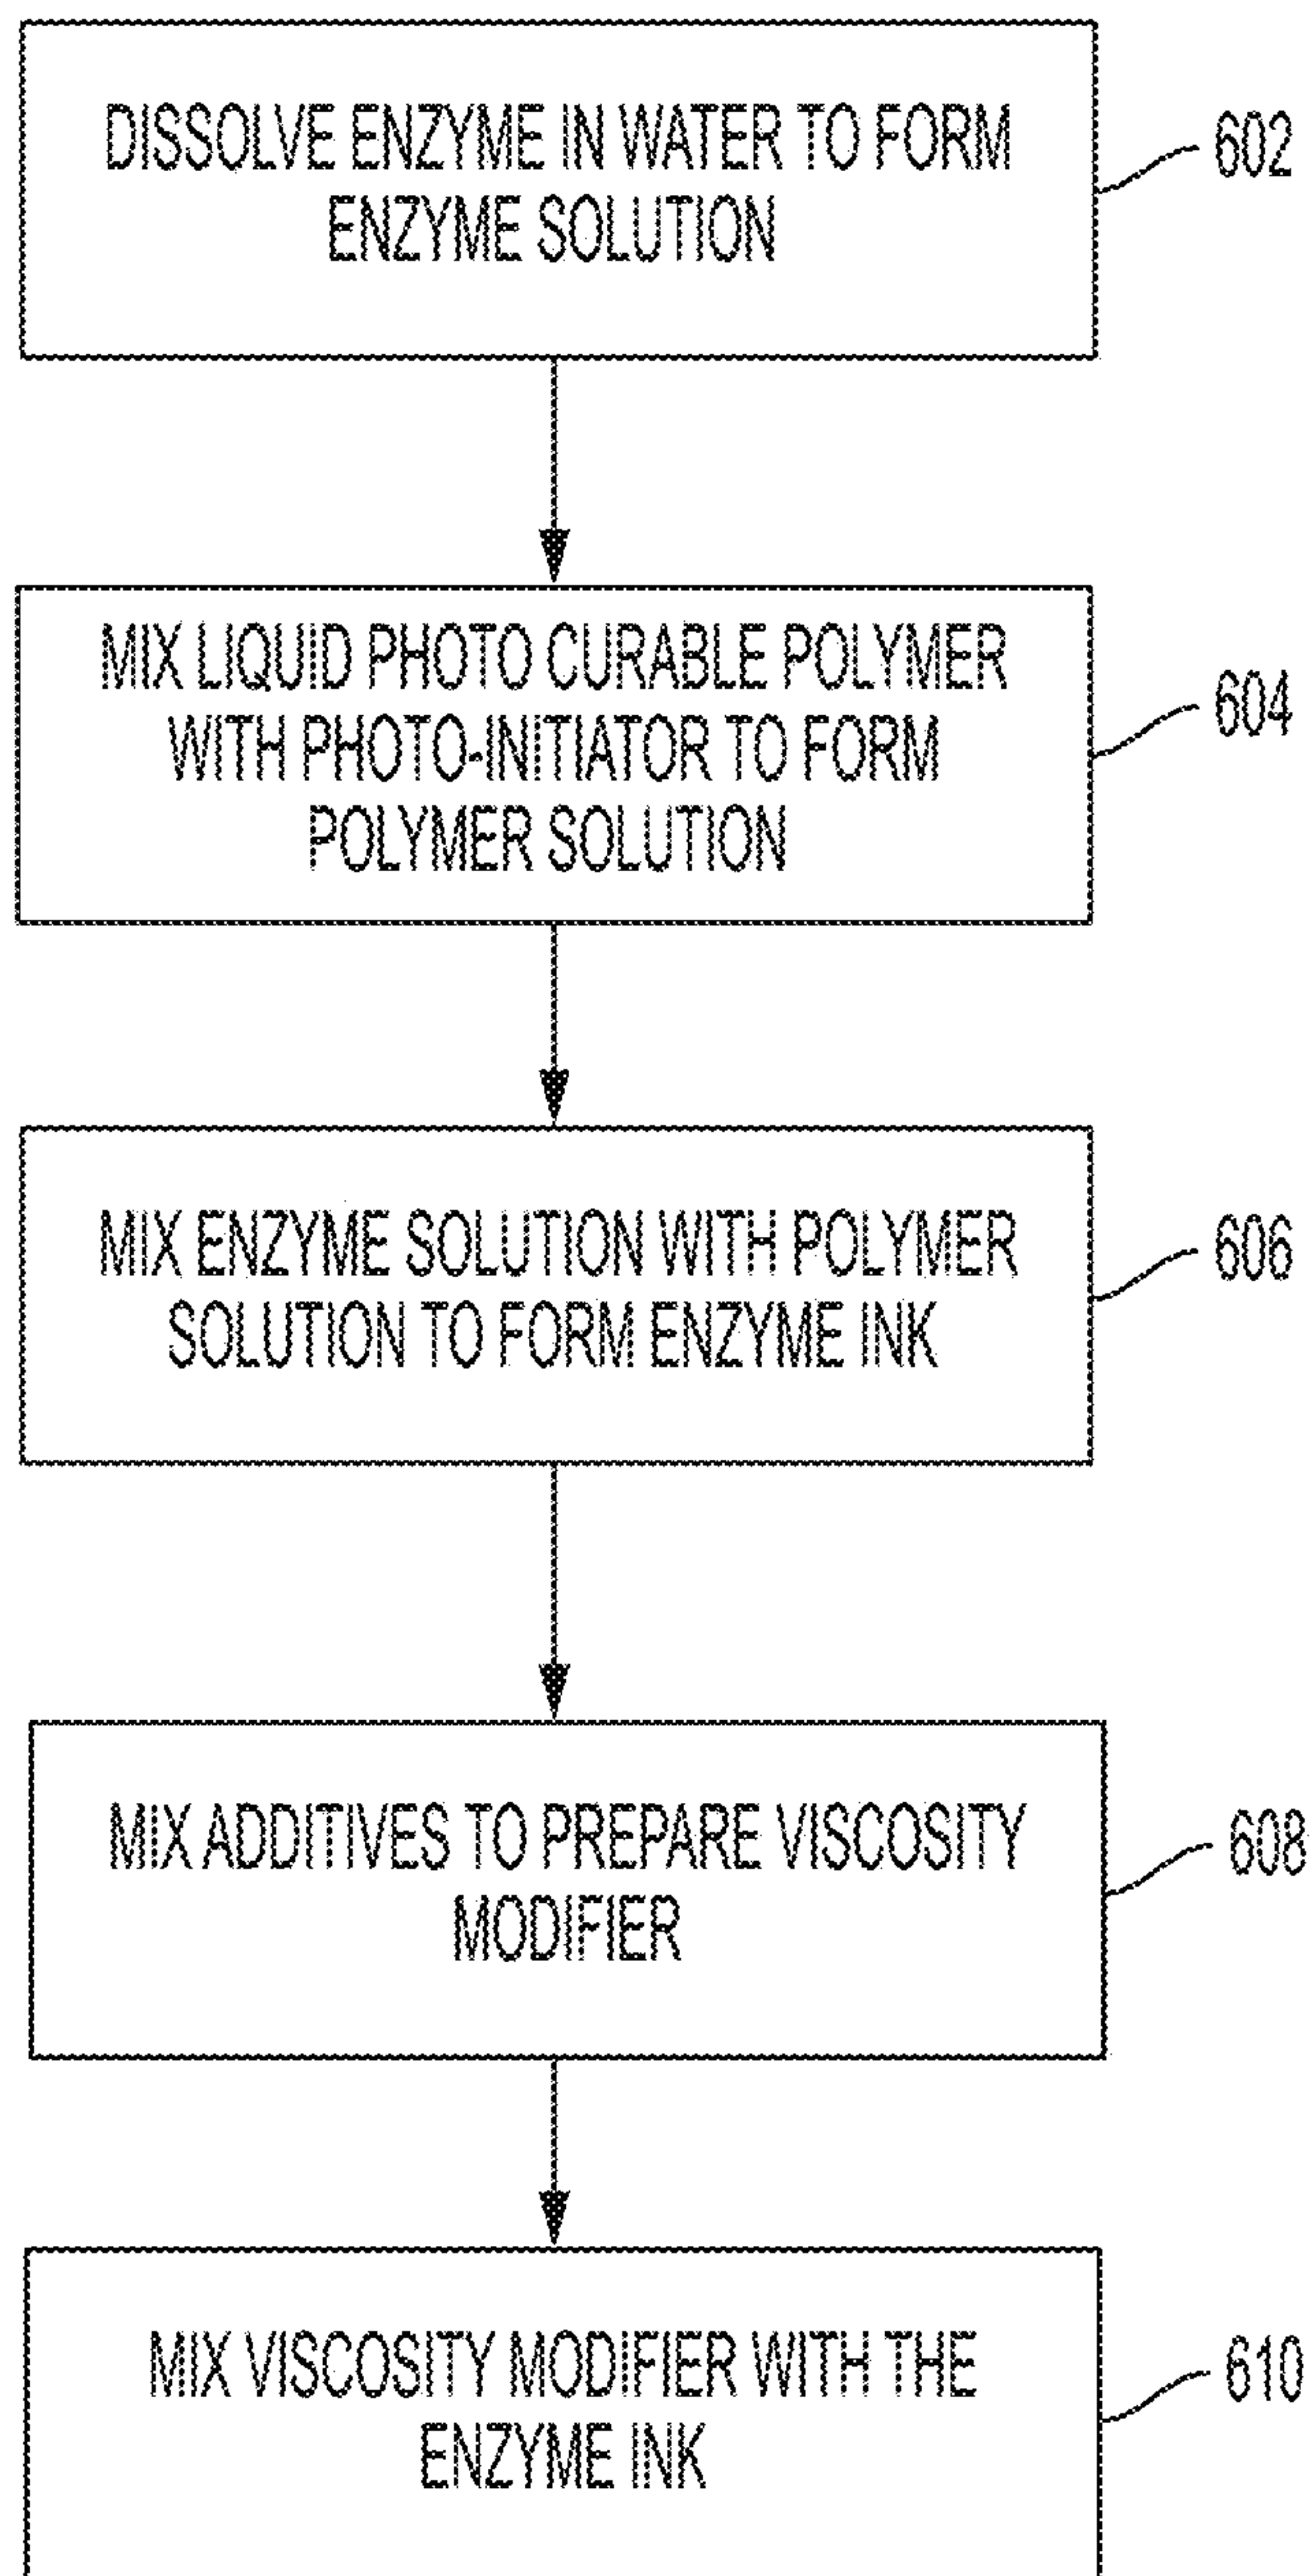 DISSOLVE ENZYME IN WATER TO FORM
ENZYME SOLUTION
602
MIX LIQUID PHOTO CURABLE POLYMER
WITH PHOTO-INITIATOR TO FORM
POLYMER SOLUTION
604
MIX ENZYME SOLUTION WITH POLYMER
SOLUTION TO FORM ENZYME INK
606
MIX ADDITIVES TO PREPARE VISCOSITY
MODIFIER
608
MIX VISCOSITY MODIFIER WITH THE
ENZYME INK
610